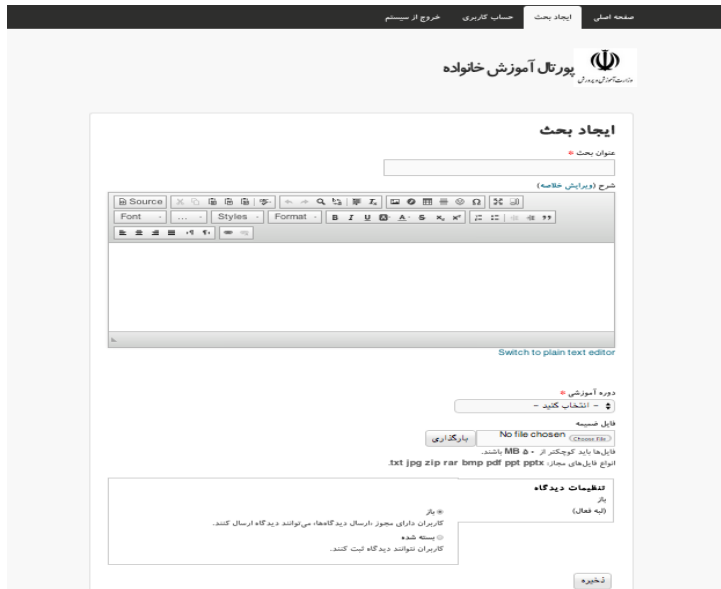 صفحه اصلی ایجاد بحث حساب کاربری خروج از سیستم
وزارت آموزش و پرورش
پورتال آموزش خانواده
ایجاد بحث
عنوان بحث *
شرح (ویرایش خلاصه)
Source
Font ... Styles Format
Switch to plain text editor
دوره آموزشی *
- انتخاب کنید -
فایل ضمیمه
Choose File No file chosen بارگذاری
فایل‌ها باید کوچکتر از ۵۰ MB باشند.
انواع فایل‌های مجاز: txt jpg zip rar bmp pdf ppt pptx.
تنظیمات دیدگاه
باز
(لبه فعال)
باز
کاربران دارای مجوز «ارسال دیدگاه‌ها» می‌توانند دیدگاه ارسال کنند.
بسته شده
کاربران نتوانند دیدگاه ثبت کنند.
ذخیره